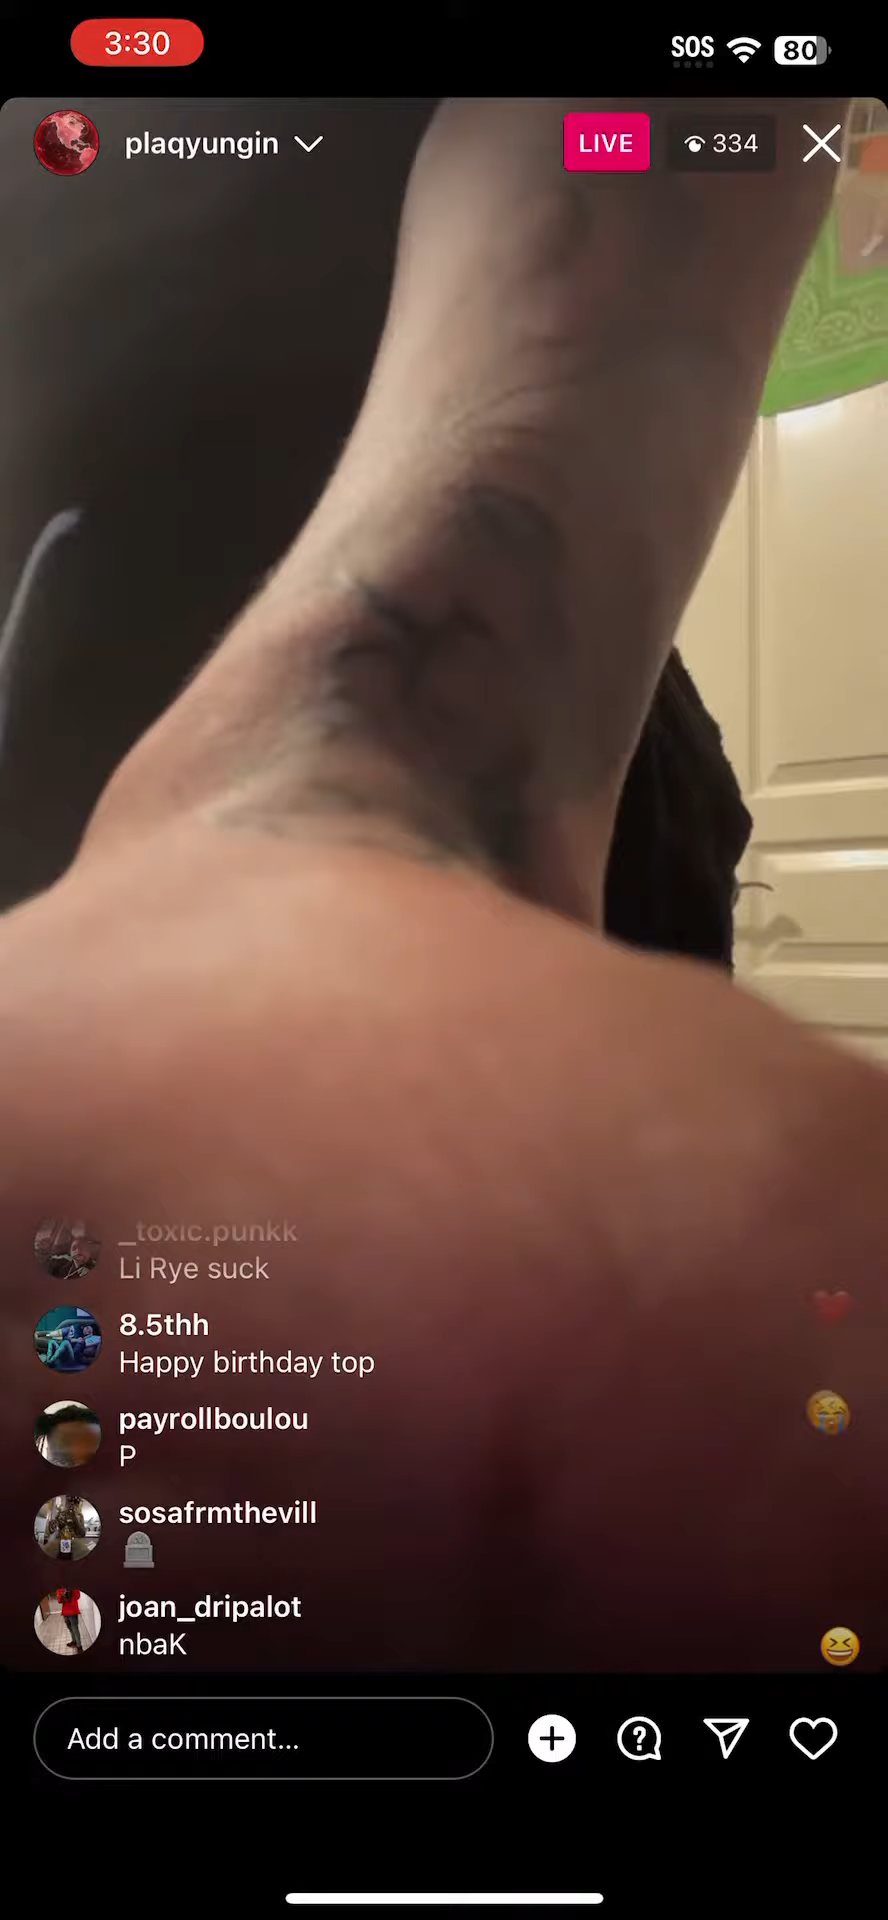 3:30
SOS
80
plaqyungin
LIVE
334
_toxic.punkk
Li Rye suck
8.5thh
Happy birthday top
payrollboulou
P
sosafrmthevill
joan_dripalot
nbaK
Add a comment...